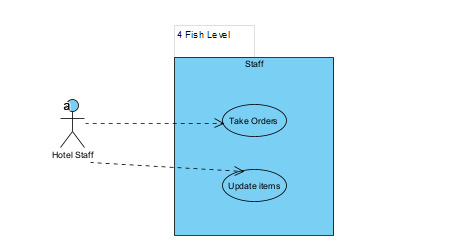 4 Fish Level
Staff
a
Take Orders
Hotel Staff
Update items